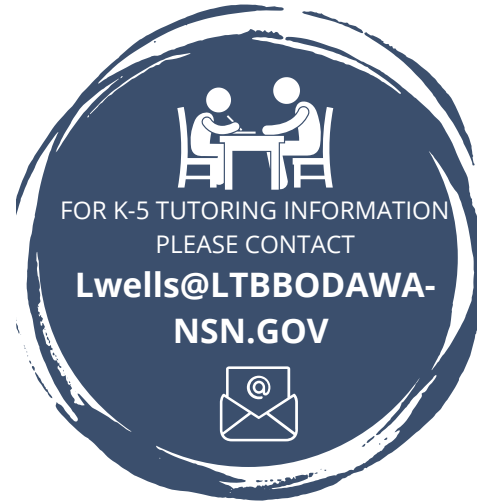 FOR K-5 TUTORING INFORMATION
PLEASE CONTACT
Lwells@LTBBODAWA-
NSN.GOV
@